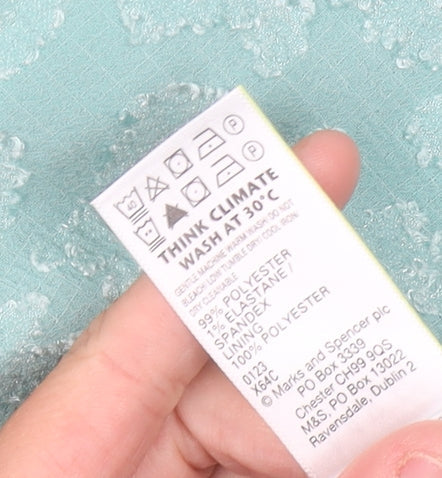 40 P
P
THINK CLIMATE
WASH AT 30°C
GENTLE MACHINE WARM WASH/ DO NOT
BLEACH/ LOW TUMBLE DRY/ COOL IRON/
DRY CLEANABLE
99% POLYESTER
1% ELASTANE /
SPANDEX
LINING
100% POLYESTER
0123
X64C
© Marks and Spencer plc
PO Box 3339
Chester CH99 9QS
M&S, PO Box 13022
Ravensdale, Dublin 2